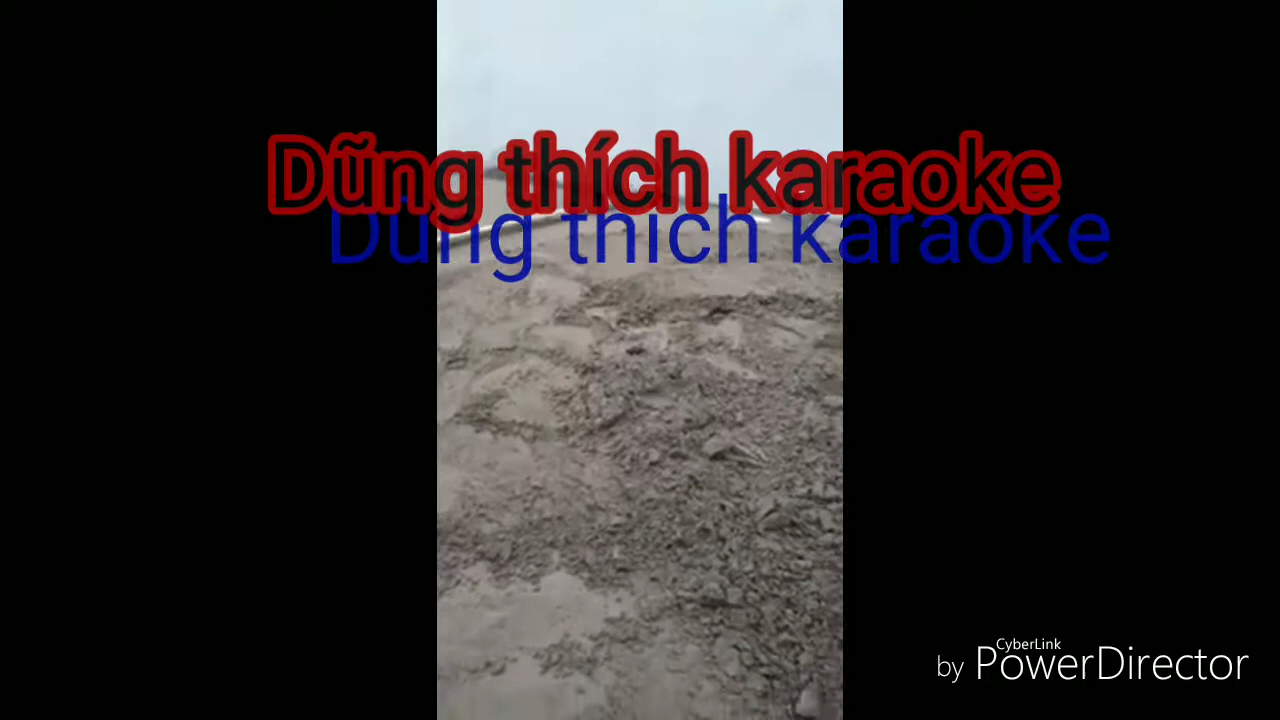 Dũng thích karaoke
Dũng thích karaoke
CyberLink
by PowerDirector